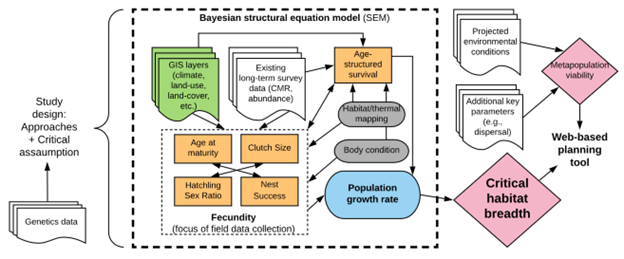 Bayesian structural equation model (SEM)
GIS layers
(climate,
land-use,
land-cover,
etc.)
Existing
long-term survey
data (CMR,
abundance)
Age-
structured
survival
Projected
environmental
conditions
Metapopulation
viability
Study
design:
Approaches
+ Critical
assaumption
Habitat/thermal
mapping
Additional key
parameters
(e.g.,
dispersal)
Web-based
planning
tool
Age at
maturity
Clutch Size
Body condition
Hatchling
Sex Ratio
Nest
Success
Population
growth rate
Critical
habitat
breadth
Fecundity
(focus of field data collection)
Genetics data